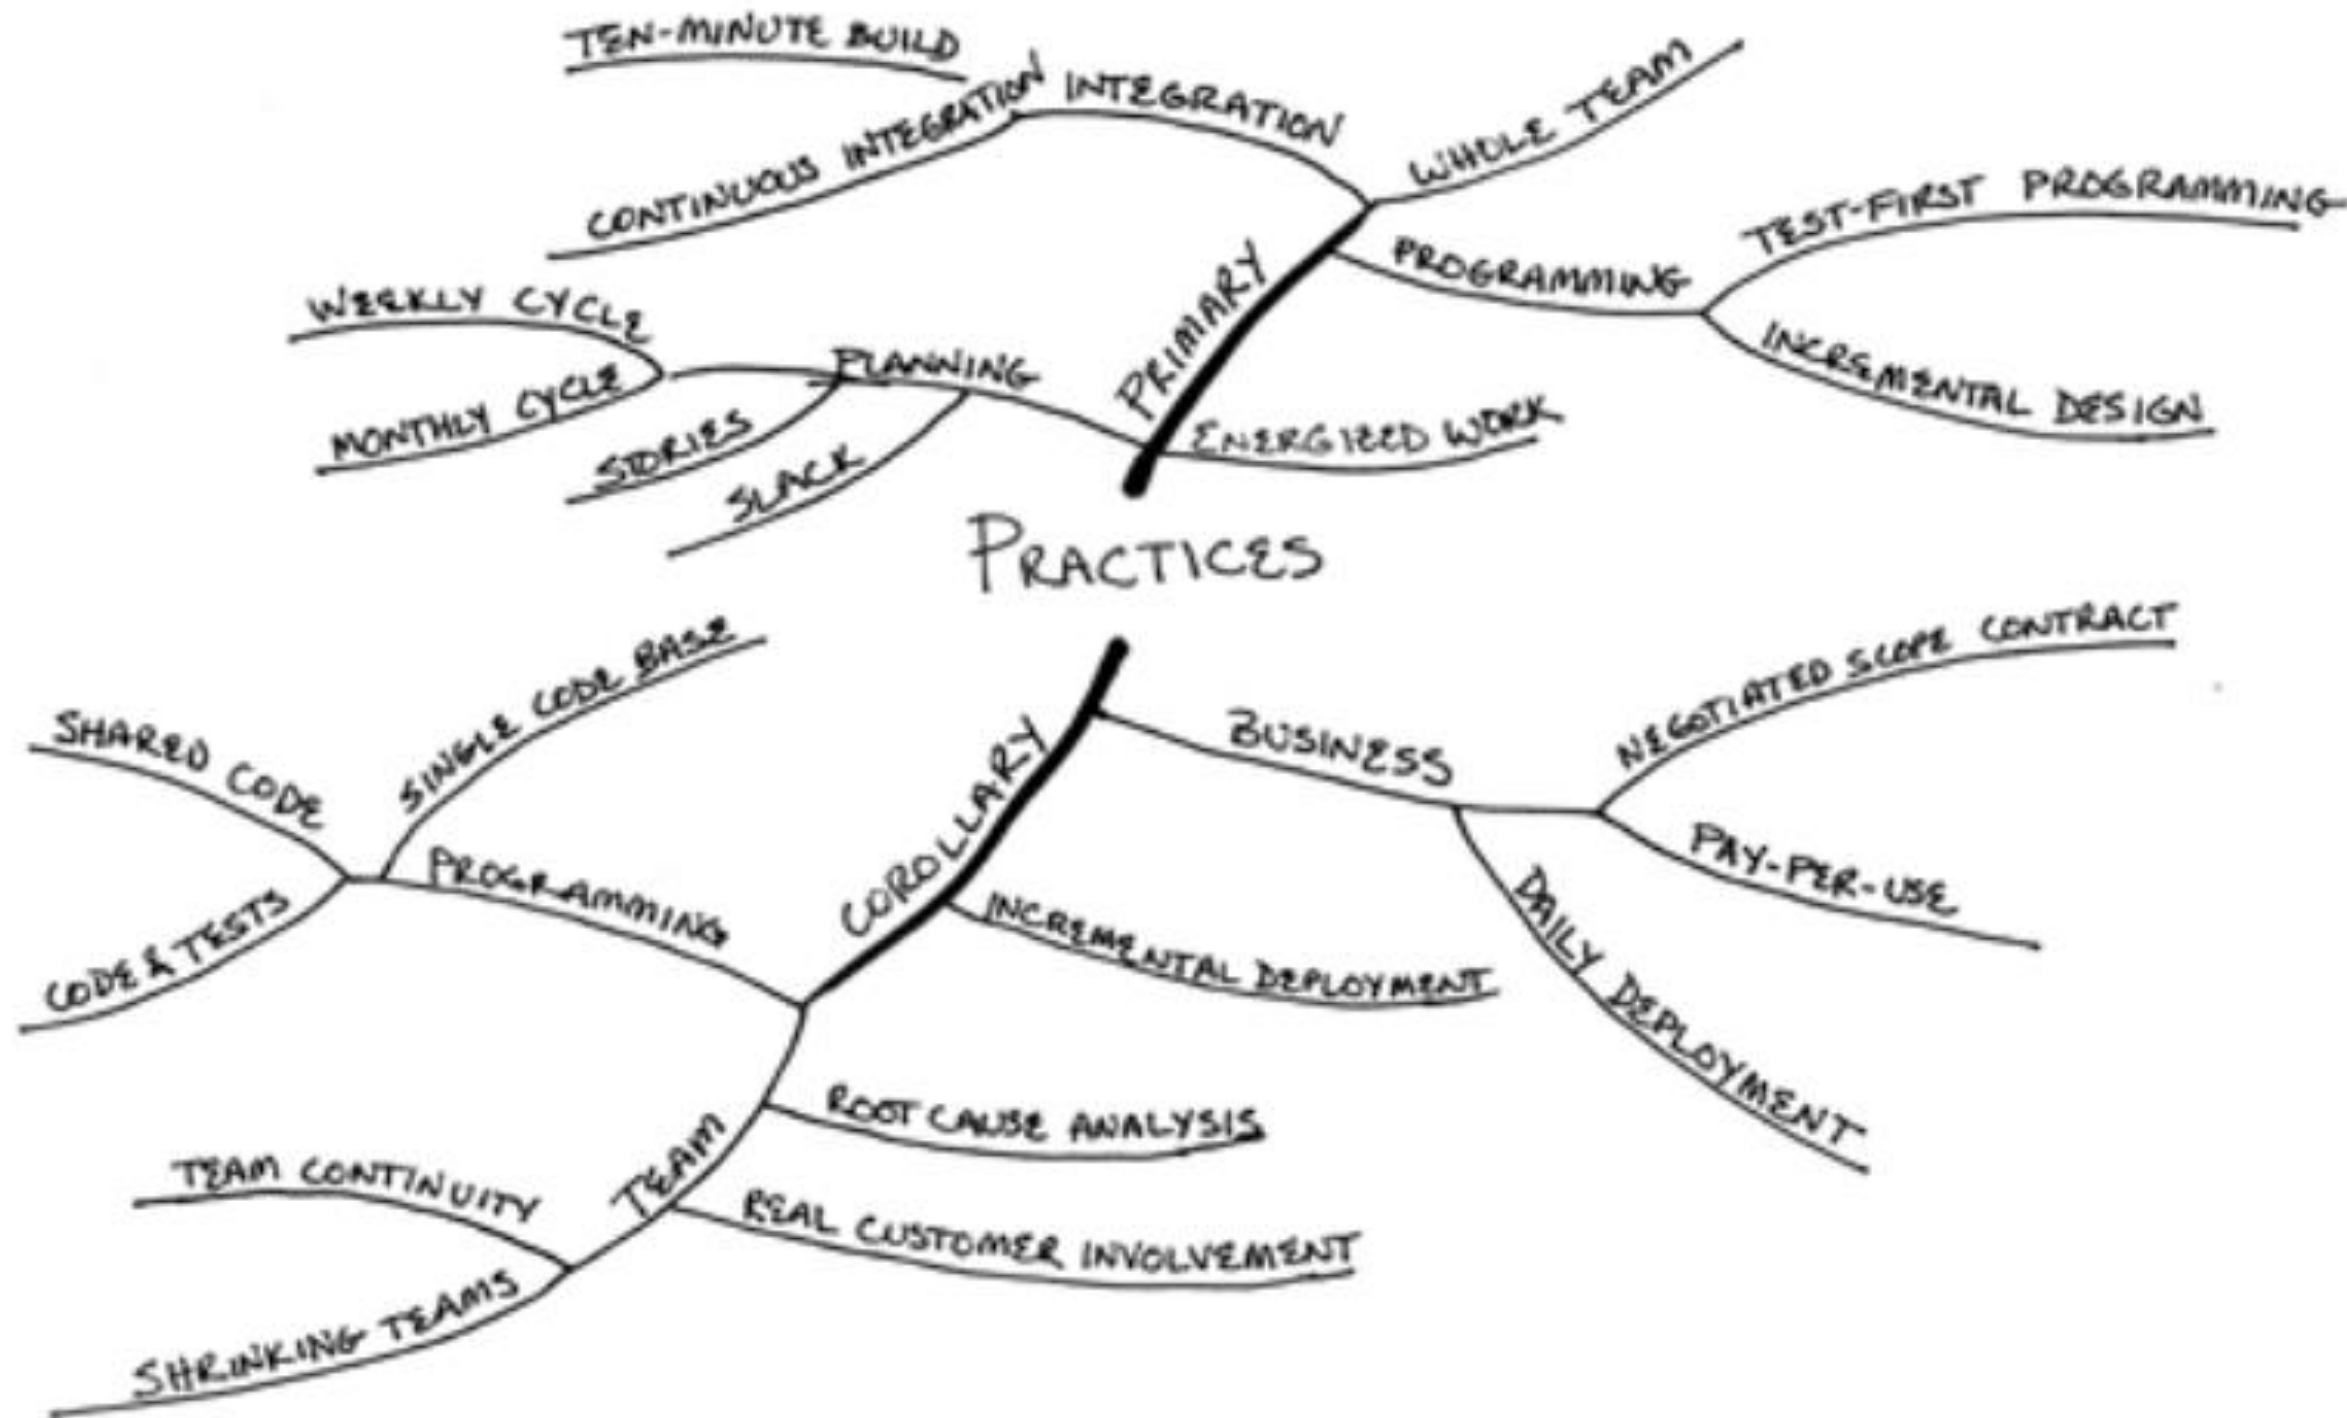 TEN-MINUTE BUILD
CONTINUOUS INTEGRATION
INTEGRATION
WHOLE TEAM
PRIMARY
PROGRAMMING
TEST-FIRST PROGRAMMING
INCREMENTAL DESIGN
WEEKLY CYCLE
MONTHLY CYCLE
PLANNING
STORIES
SLACK
ENERGIZED WORK
PRACTICES
SHARED CODE
SINGLE CODE BASE
CODE & TESTS
PROGRAMMING
COROLLARY
BUSINESS
NEGOTIATED SCOPE CONTRACT
PAY-PER-USE
DAILY DEPLOYMENT
INCREMENTAL DEPLOYMENT
TEAM
ROOT CAUSE ANALYSIS
REAL CUSTOMER INVOLVEMENT
TEAM CONTINUITY
SHRINKING TEAMS